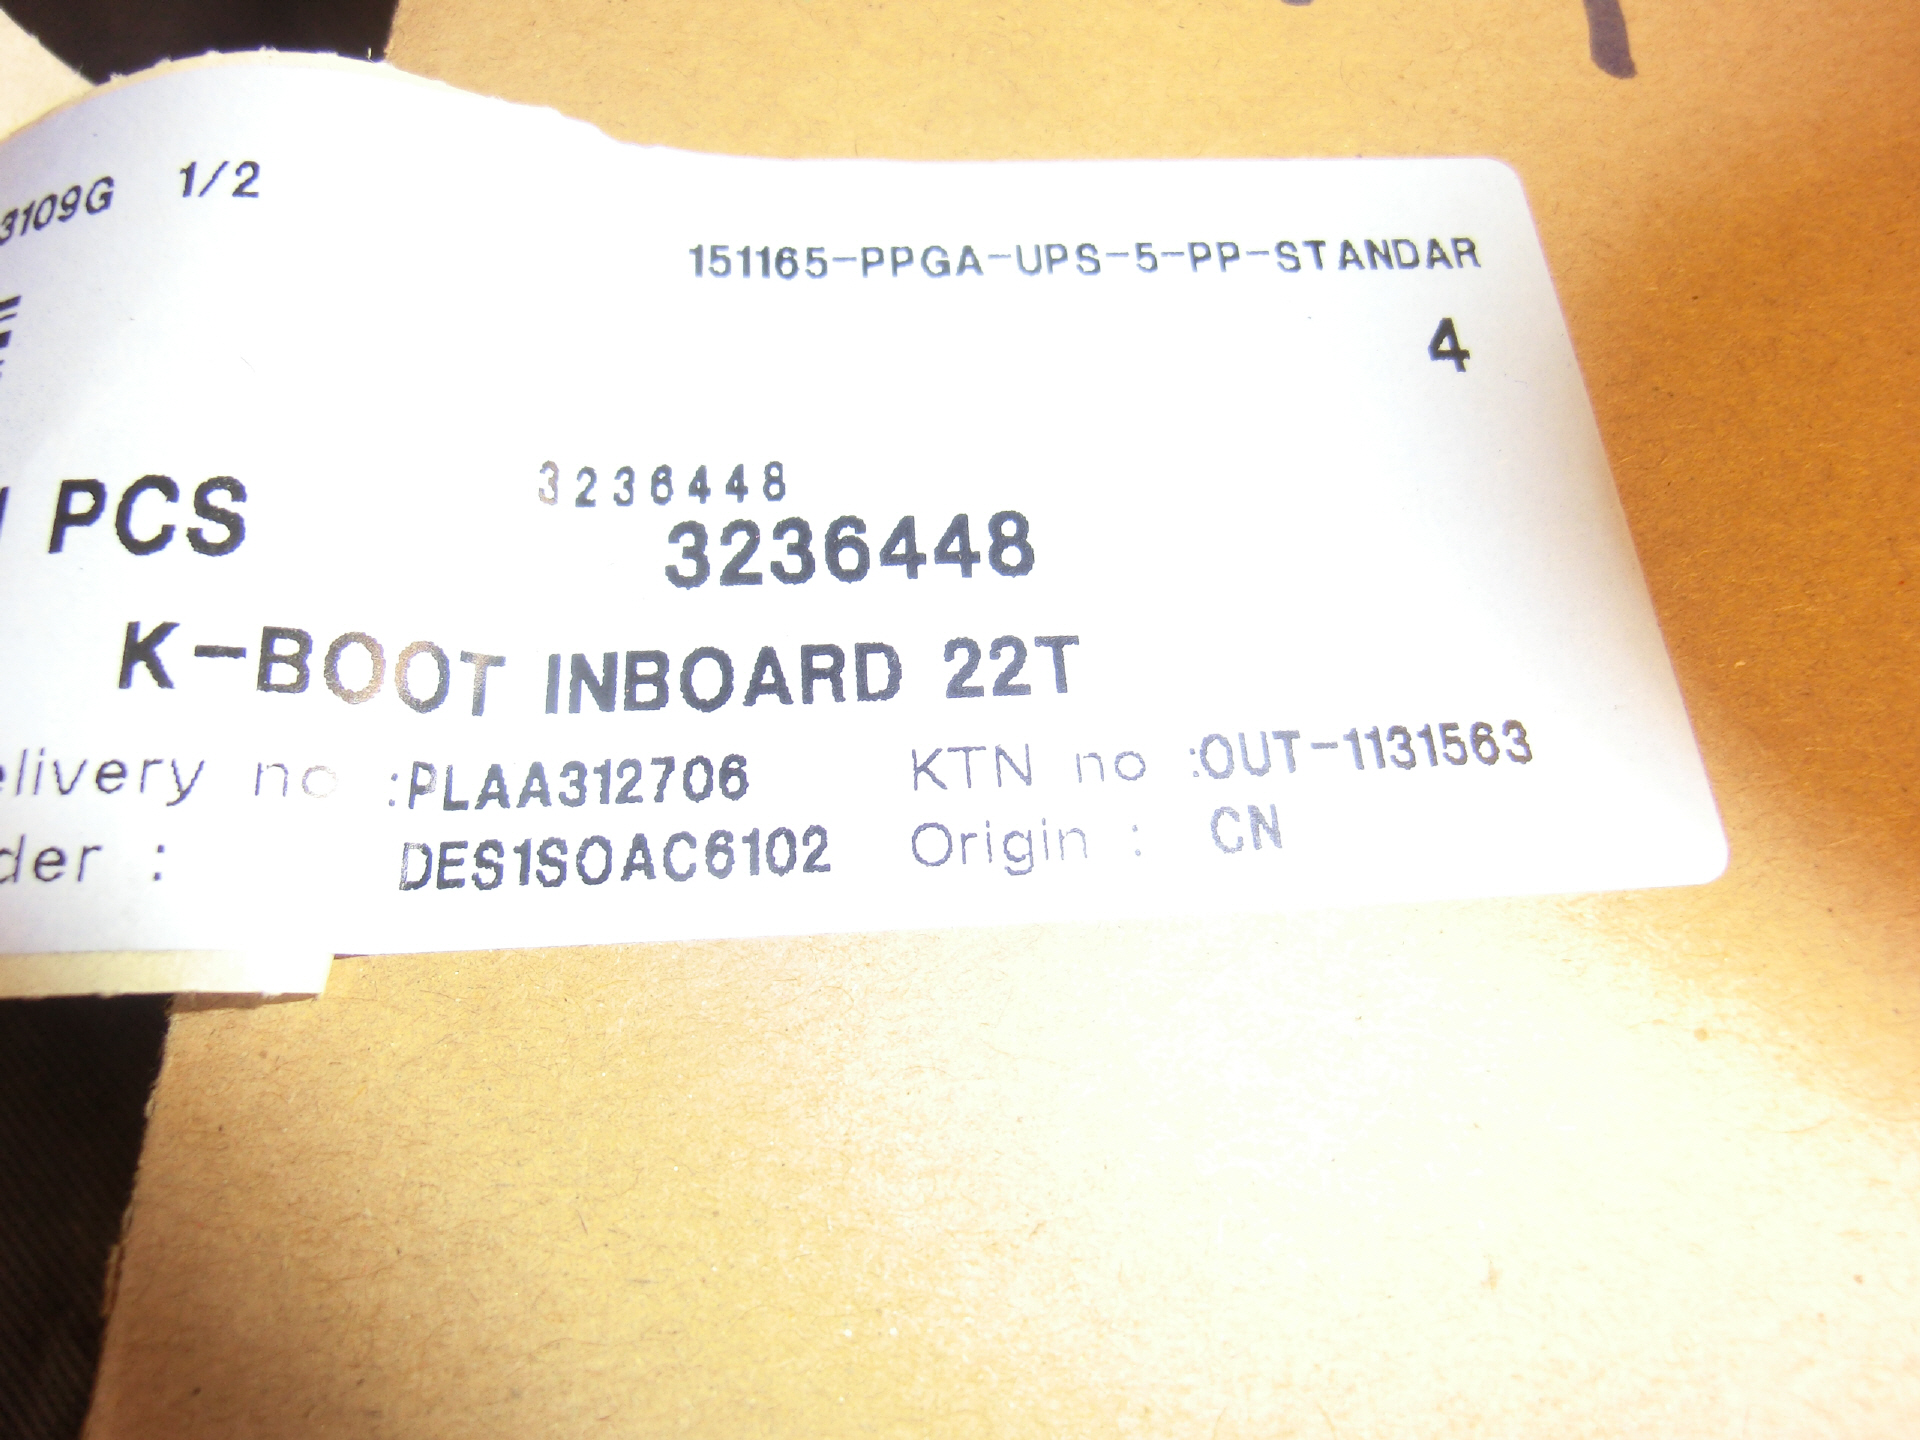 3109G 1/2
151165-PPGA-UPS-5-PP-STANDAR
4
PCS
3236448
3236448
K-BOOT INBOARD 22T
elivery no :PLAA312706 KTN no :OUT-1131563
der : DES1SOAC6102 Origin : CN